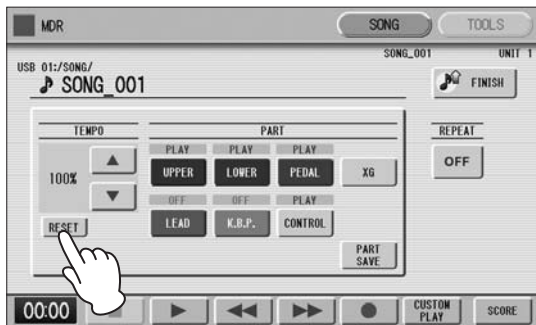 MDR SONG TOOLS
SONG_001 UNIT 1
USB 01:/SONG/
SONG_001 FINISH
TEMPO PART REPEAT
PLAY PLAY PLAY
100% UPPER LOWER PEDAL XG OFF
OFF OFF PLAY
RESET LEAD K.B.P. CONTROL
PART
SAVE
00:00 CUSTOM
PLAY SCORE